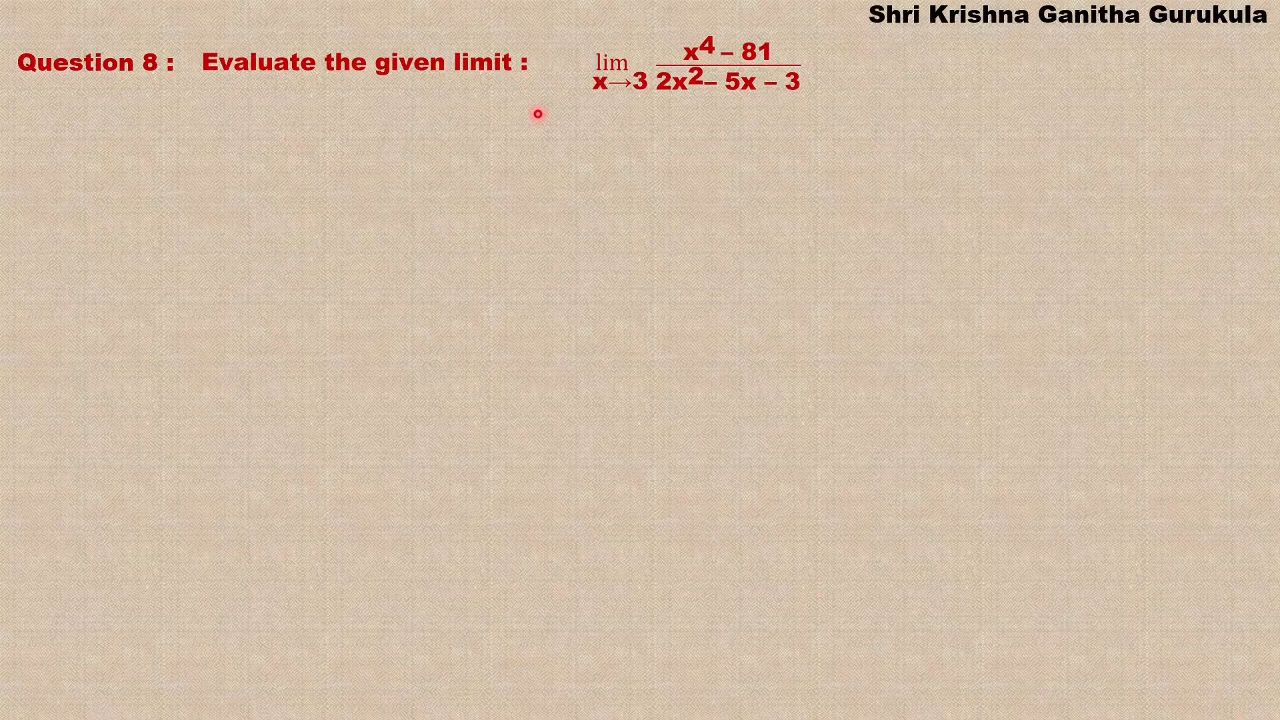 Shri Krishna Ganitha Gurukula
Question 8 : Evaluate the given limit : lim x→3 x⁴ – 81 / 2x² – 5x – 3